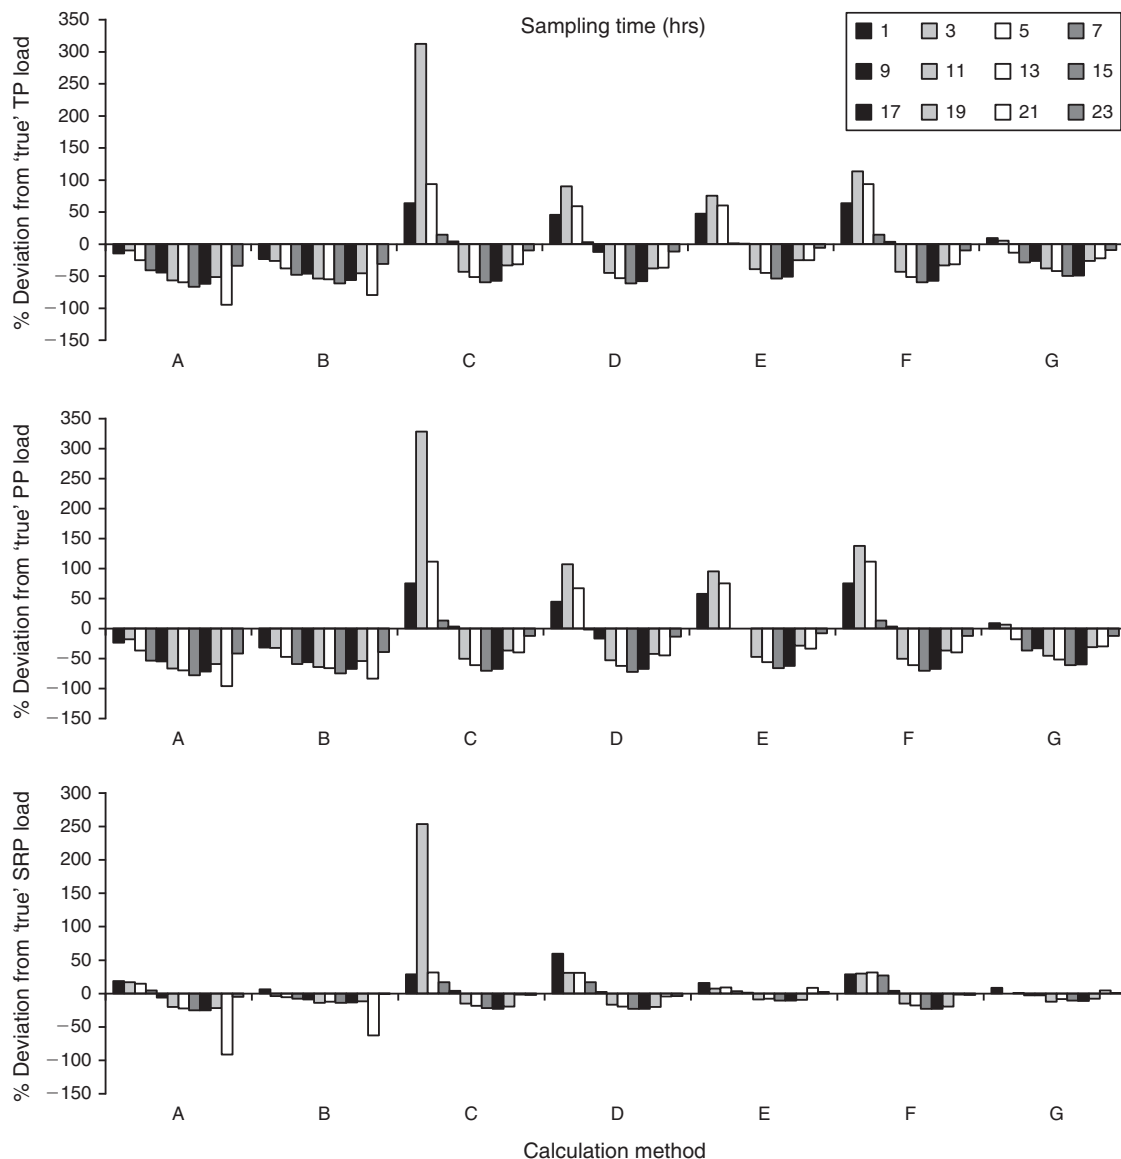 Sampling time (hrs)
1 3 5 7
9 11 13 15
17 19 21 23
% Deviation from ‘true’ TP load
350
300
250
200
150
100
50
0
−50
−100
−150
A B C D E F G
% Deviation from ‘true’ PP load
350
300
250
200
150
100
50
0
−50
−100
−150
A B C D E F G
% Deviation from ‘true’ SRP load
300
250
200
150
100
50
0
−50
−100
−150
A B C D E F G
Calculation method